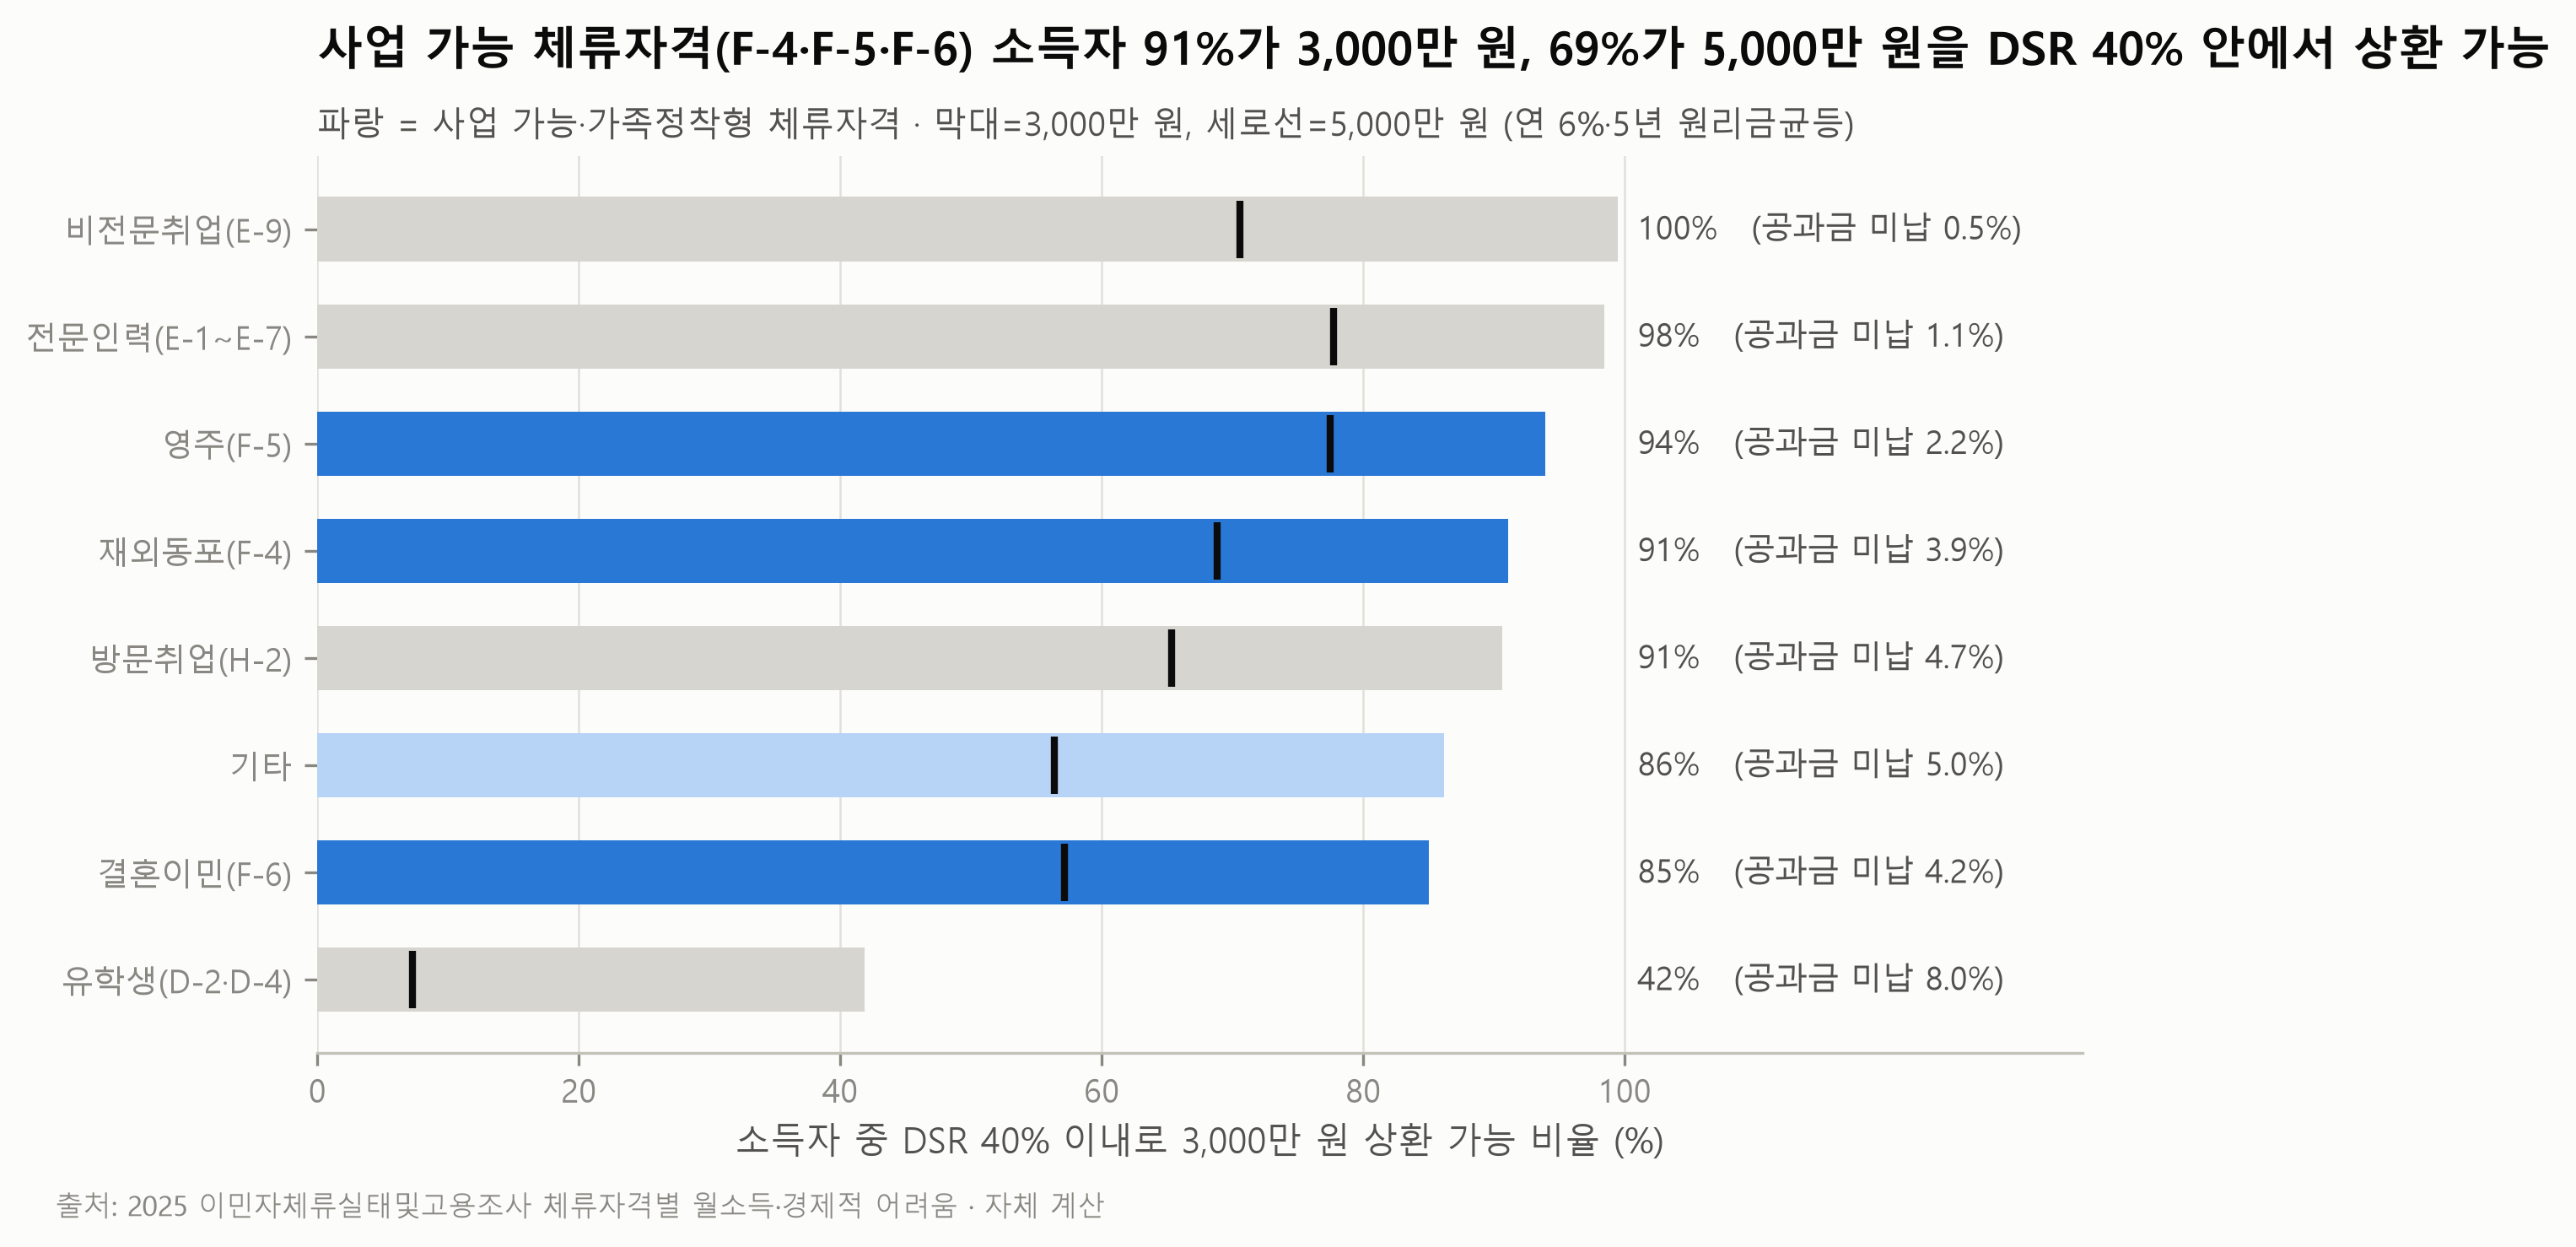 사업 가능 체류자격(F-4·F-5·F-6) 소득자 91%가 3,000만 원, 69%가 5,000만 원을 DSR 40% 안에서 상환 가능
파랑 = 사업 가능·가족정착형 체류자격 · 막대=3,000만 원, 세로선=5,000만 원 (연 6%·5년 원리금균등)
비전문취업(E-9) 100% (공과금 미납 0.5%)
전문인력(E-1~E-7) 98% (공과금 미납 1.1%)
영주(F-5) 94% (공과금 미납 2.2%)
재외동포(F-4) 91% (공과금 미납 3.9%)
방문취업(H-2) 91% (공과금 미납 4.7%)
기타 86% (공과금 미납 5.0%)
결혼이민(F-6) 85% (공과금 미납 4.2%)
유학생(D-2·D-4) 42% (공과금 미납 8.0%)
0 20 40 60 80 100
소득자 중 DSR 40% 이내로 3,000만 원 상환 가능 비율 (%)
출처: 2025 이민자체류실태및고용조사 체류자격별 월소득·경제적 어려움 · 자체 계산